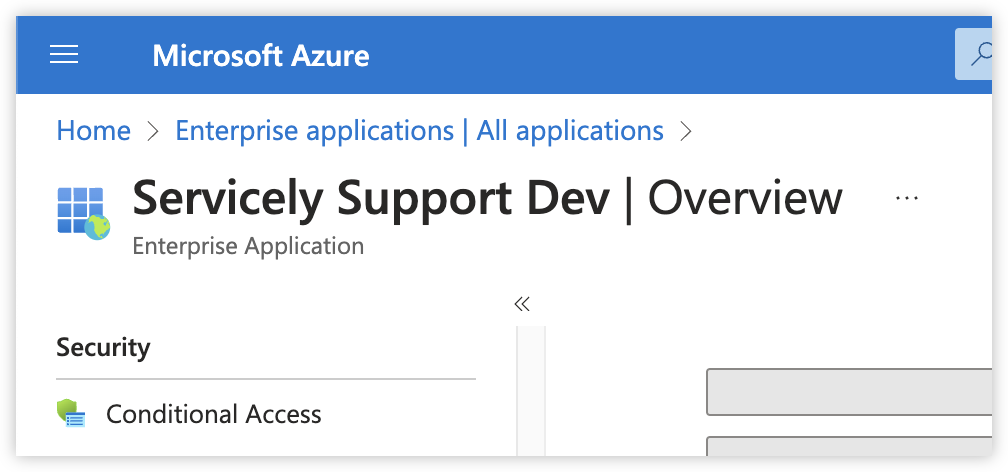 Microsoft Azure
Home > Enterprise applications | All applications >
Servicely Support Dev | Overview ...
Enterprise Application
Security
Conditional Access